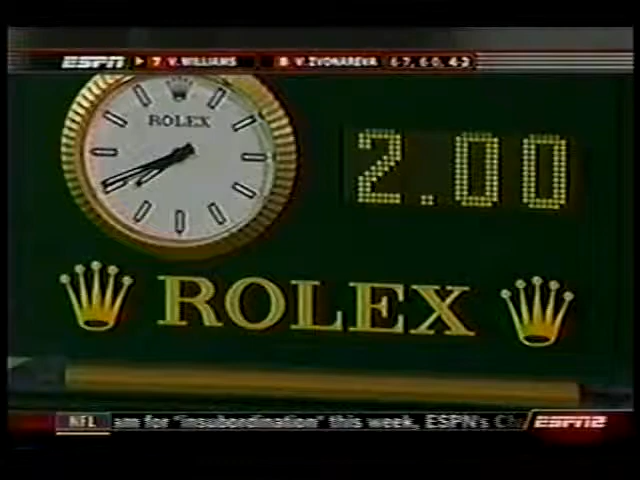 ESPN 7 V. WILLIAMS 8 V. ZVONAREVA 6-7, 6-0, 4-3
ROLEX
2.00
ROLEX
NFL am for "insubordination" this week, ESPN's ESPN2